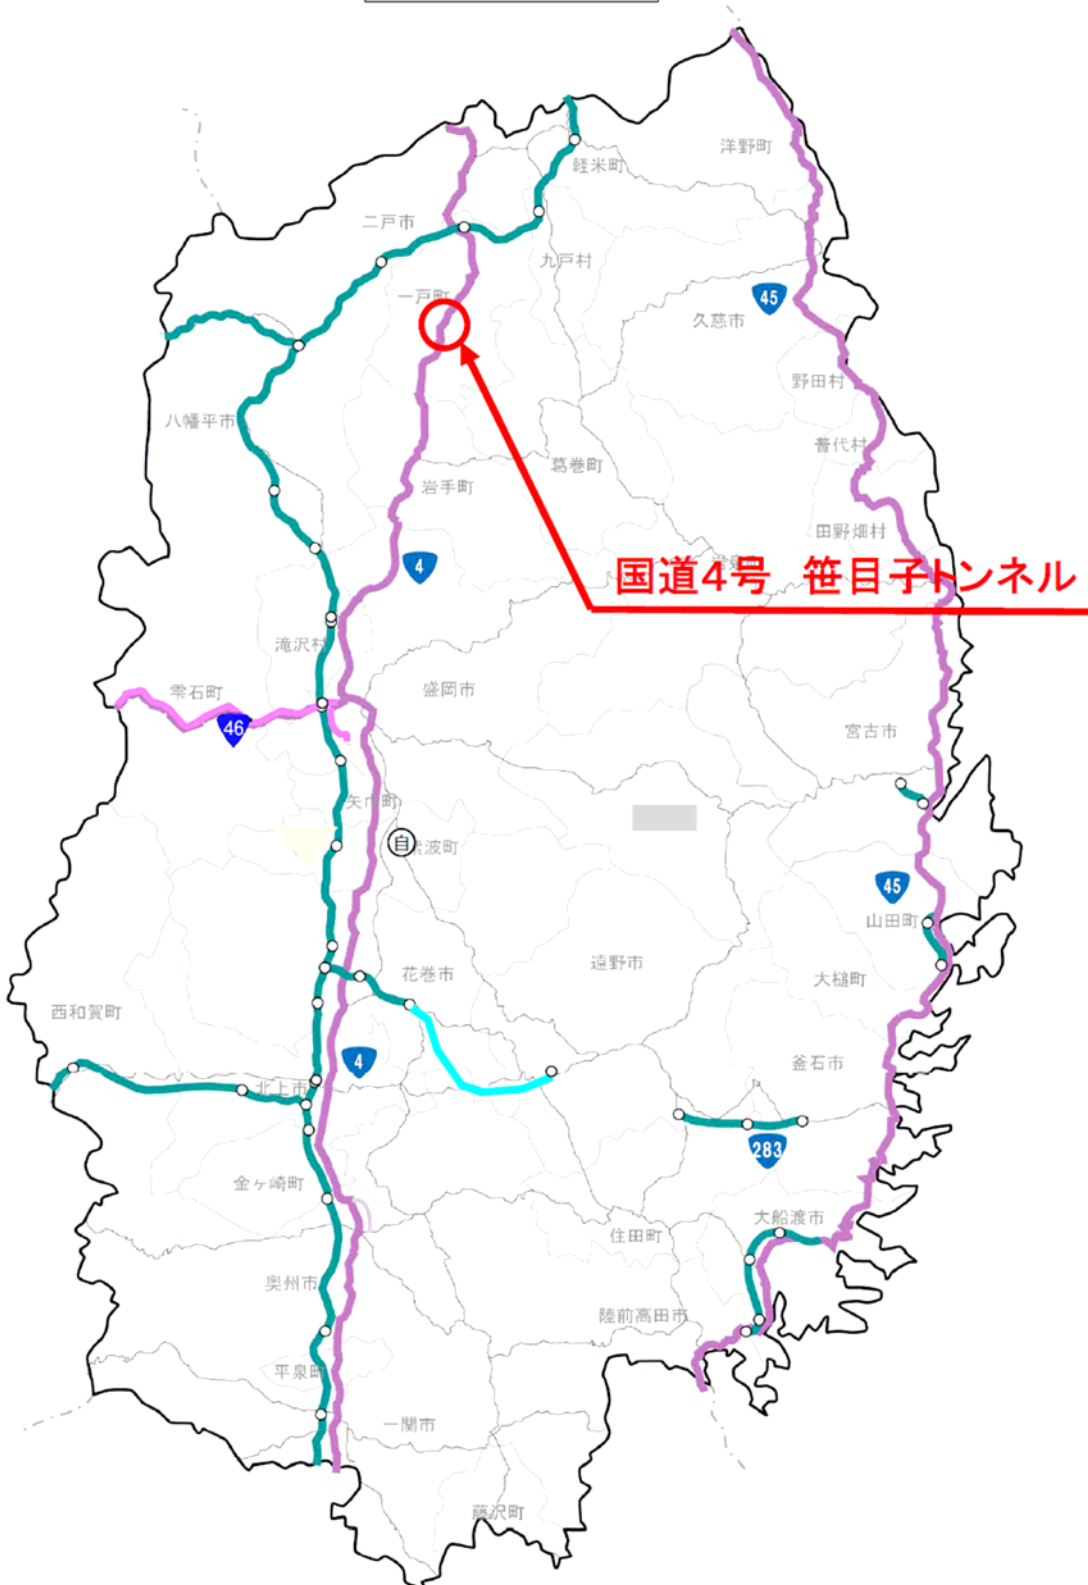 洋野町
軽米町
二戸市
九戸村
一戸町
45
久慈市
野田村
八幡平市
普代村
葛巻町
岩手町
田野畑村
4
国道4号 笹目子トンネル
滝沢村
雫石町
盛岡市
46
宮古市
矢巾町
自
紫波町
45
山田町
花巻市
遠野市
大槌町
西和賀町
4
釜石市
北上市
283
金ヶ崎町
大船渡市
住田町
奥州市
陸前高田市
平泉町
一関市
藤沢町